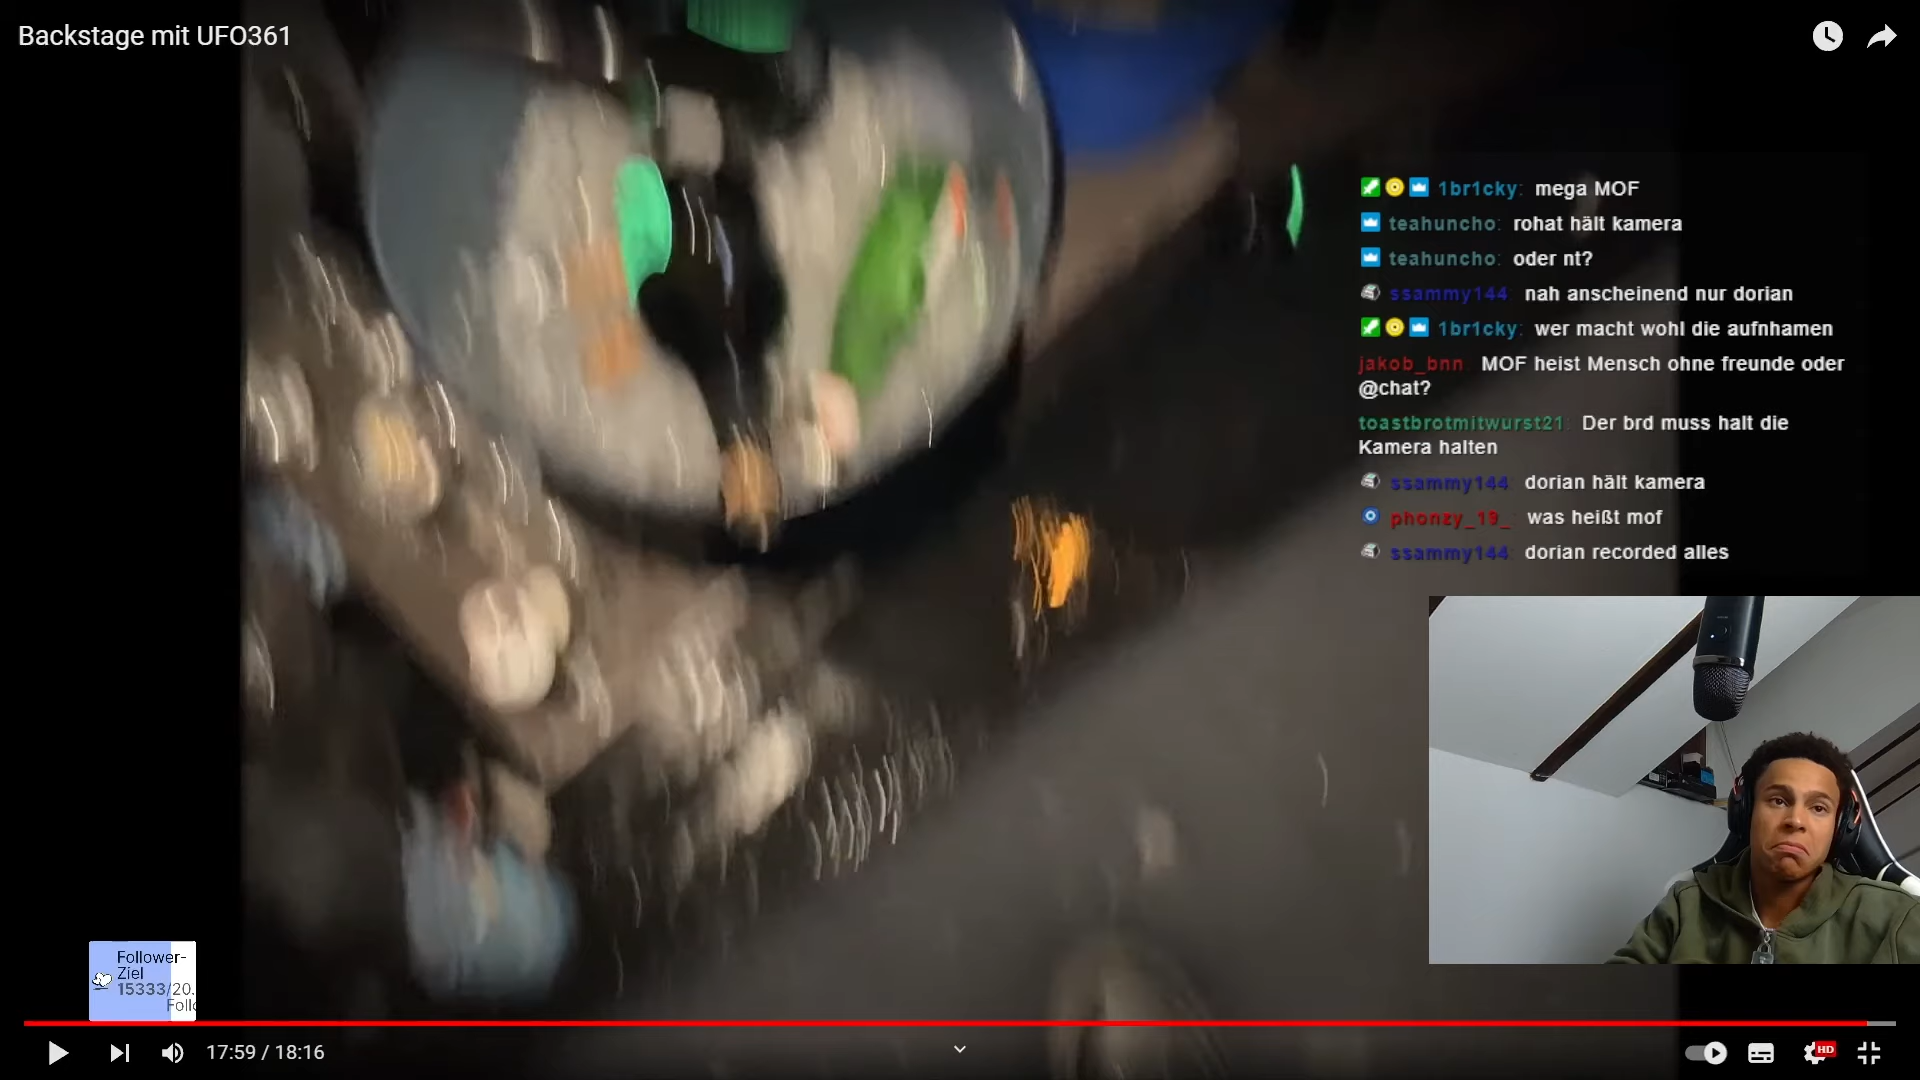 Backstage mit UFO361
1br1cky: mega MOF
teahuncho: rohat hält kamera
teahuncho: oder nt?
ssammy144: nah anscheinend nur dorian
1br1cky: wer macht wohl die aufnhamen
jakob_bnn: MOF heist Mensch ohne freunde oder
@chat?
toastbrotmitwurst21: Der brd muss halt die
Kamera halten
ssammy144: dorian hält kamera
phonzy_19_: was heißt mof
ssammy144: dorian recorded alles
Follower-
Ziel
15333/20.
Follo
17:59 / 18:16
HD